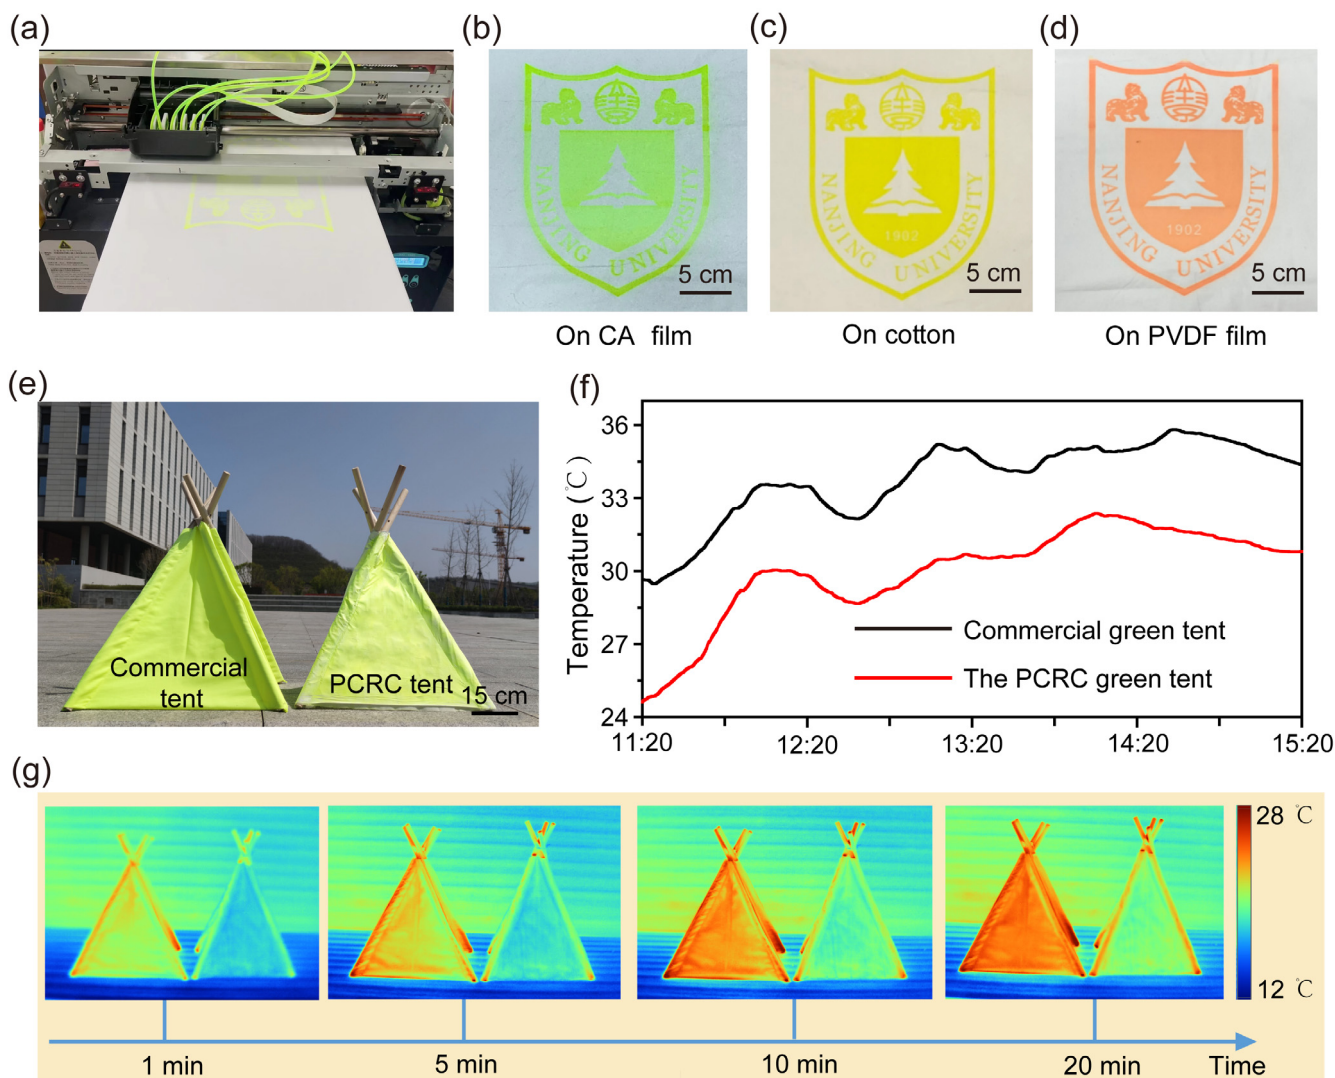 (a)
(b)
(c)
(d)
NANJING UNIVERSITY
5 cm
1902
NANJING UNIVERSITY
5 cm
1902
NANJING UNIVERSITY
5 cm
On CA film
On cotton
On PVDF film
(e)
Commercial
tent
PCRC tent
15 cm
(f)
36
33
30
27
24
Temperature (℃)
Commercial green tent
The PCRC green tent
11:20
12:20
13:20
14:20
15:20
(g)
28 ℃
12 ℃
1 min
5 min
10 min
20 min
Time